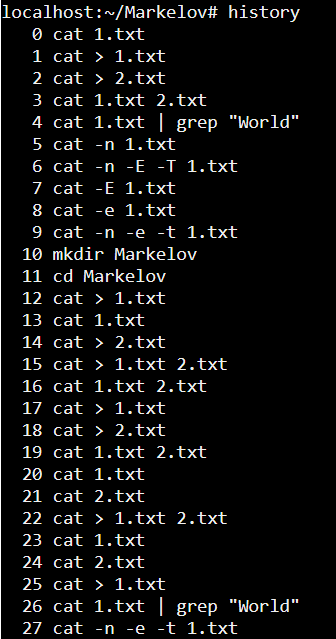 localhost:~/Markelov# history
0 cat 1.txt
1 cat > 1.txt
2 cat > 2.txt
3 cat 1.txt 2.txt
4 cat 1.txt | grep "World"
5 cat -n 1.txt
6 cat -n -E -T 1.txt
7 cat -E 1.txt
8 cat -e 1.txt
9 cat -n -e -t 1.txt
10 mkdir Markelov
11 cd Markelov
12 cat > 1.txt
13 cat 1.txt
14 cat > 2.txt
15 cat > 1.txt 2.txt
16 cat 1.txt 2.txt
17 cat > 1.txt
18 cat > 2.txt
19 cat 1.txt 2.txt
20 cat 1.txt
21 cat 2.txt
22 cat > 1.txt 2.txt
23 cat 1.txt
24 cat 2.txt
25 cat > 1.txt
26 cat 1.txt | grep "World"
27 cat -n -e -t 1.txt